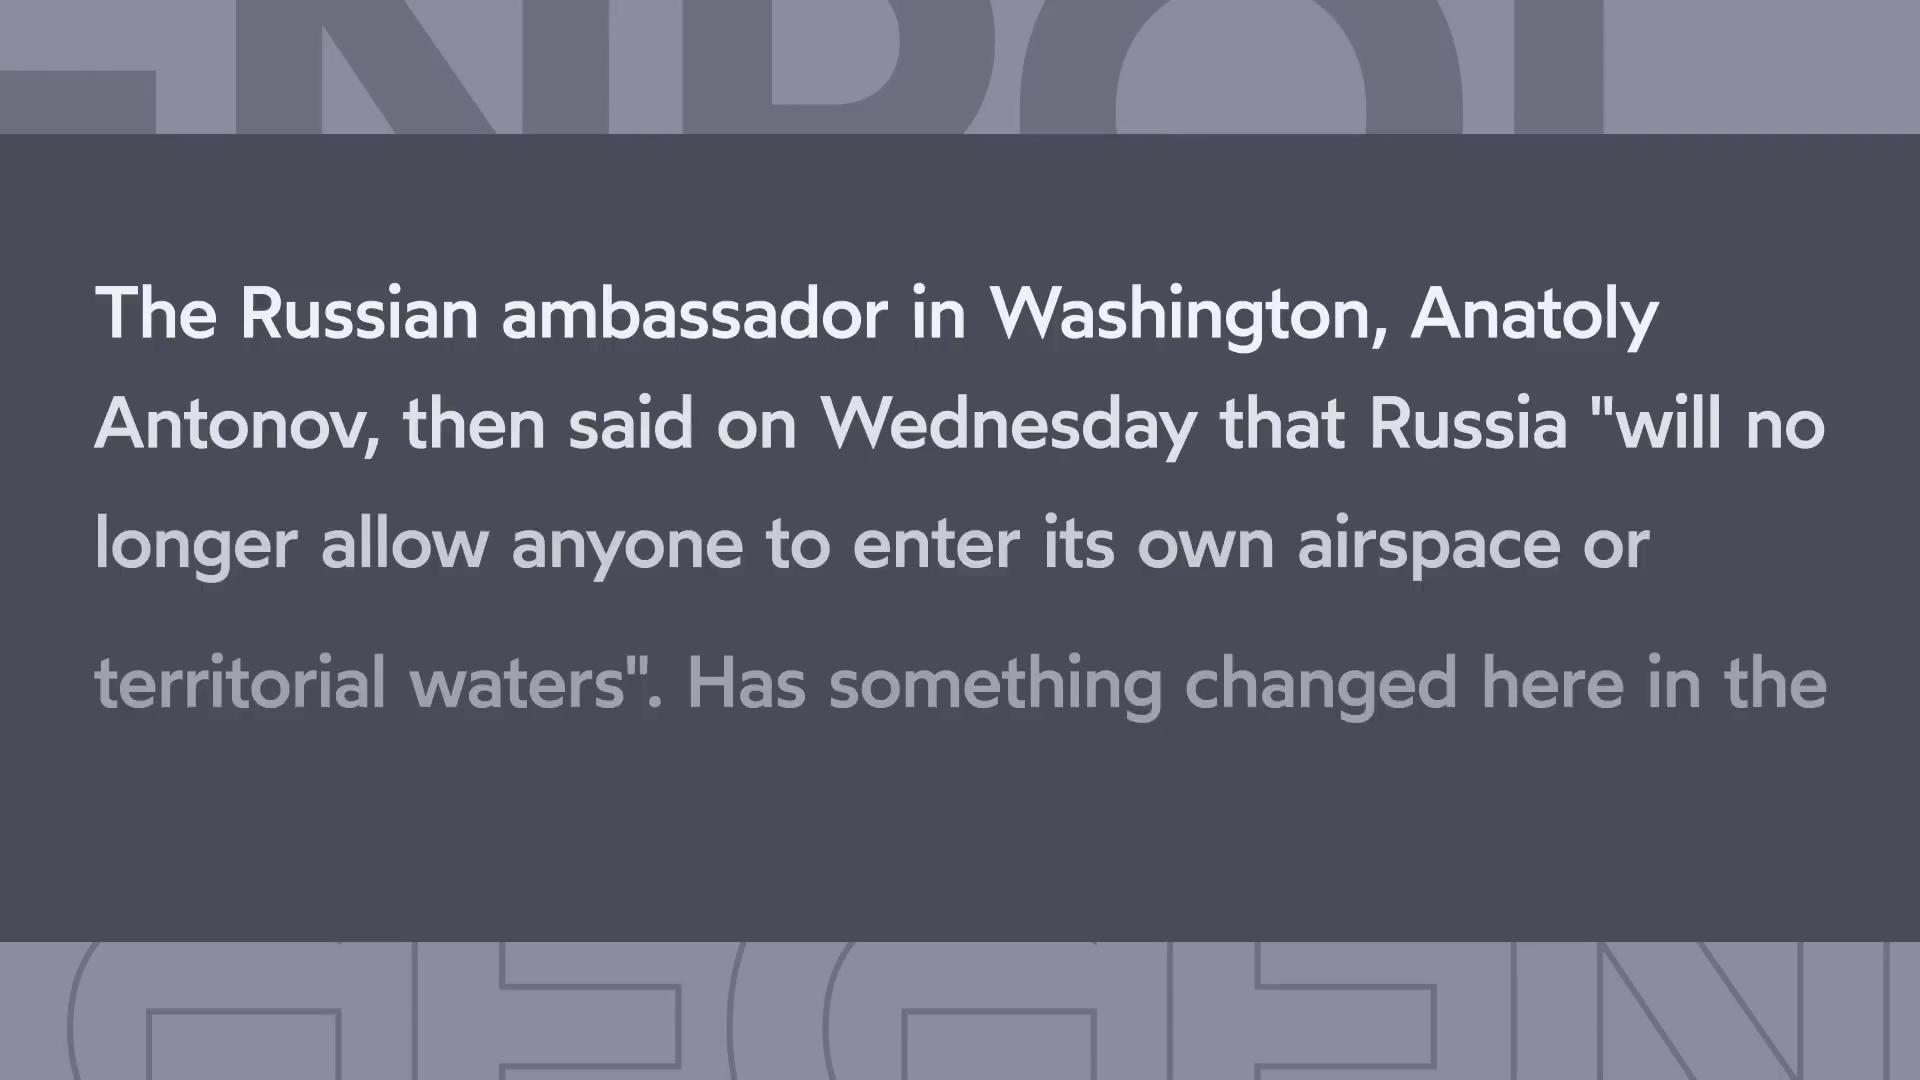 The Russian ambassador in Washington, Anatoly
Antonov, then said on Wednesday that Russia "will no
longer allow anyone to enter its own airspace or
territorial waters". Has something changed here in the